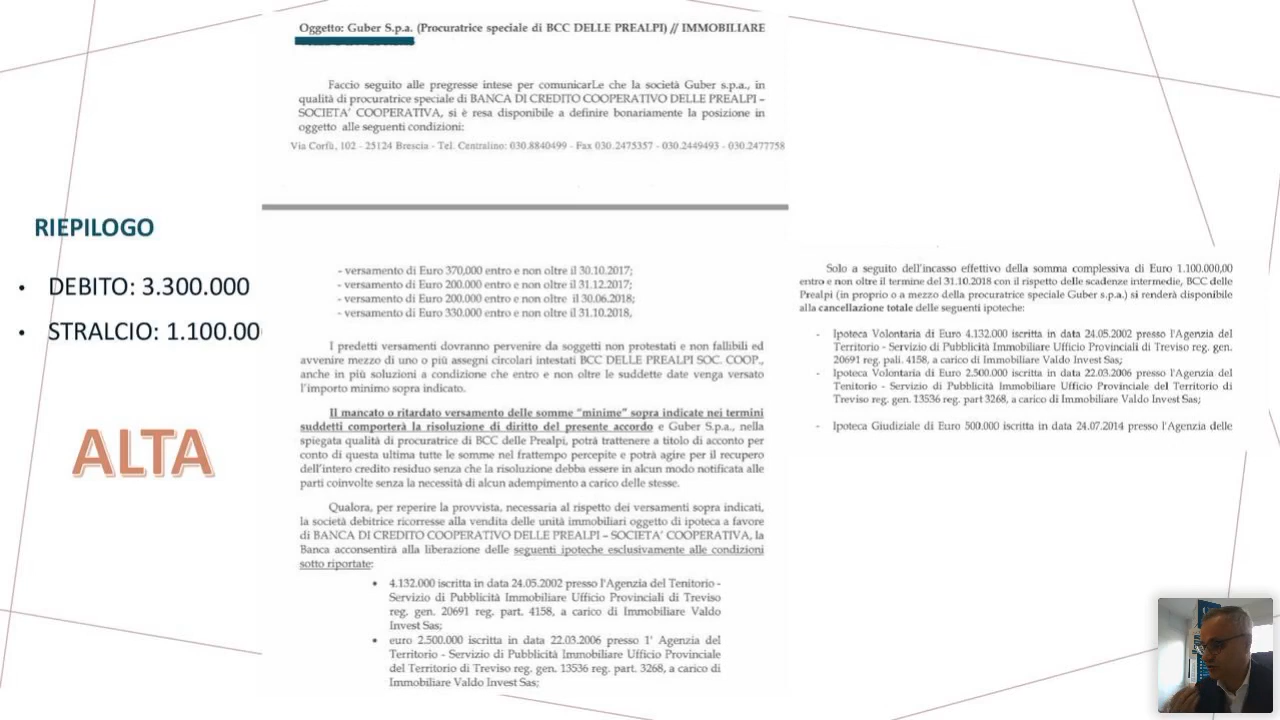 Oggetto: Guber S.p.a. (Procuratrice speciale di BCC DELLE PREALPI) // IMMOBILIARE
Faccio seguito alle pregresse intese per comunicarLe che la società Guber s.p.a., in
qualità di procuratrice speciale di BANCA DI CREDITO COOPERATIVO DELLE PREALPI –
SOCIETA' COOPERATIVA, si è resa disponibile a definire bonariamente la posizione in
oggetto alle seguenti condizioni:
Via Corfù, 102 - 25124 Brescia - Tel. Centralino: 030.8840499 - Fax 030.2475357 - 030.2449493 - 030.2477758
RIEPILOGO
• DEBITO: 3.300.000
• STRALCIO: 1.100.00
ALTA
- versamento di Euro 370,000 entro e non oltre il 30.10.2017;
- versamento di Euro 200.000 entro e non oltre il 31.12.2017;
- versamento di Euro 200.000 entro e non oltre il 30.06.2018;
- versamento di Euro 330.000 entro e non oltre il 31.10.2018,
I predetti versamenti dovranno pervenire da soggetti non protestati e non fallibili ed
avvenire mezzo di uno o più assegni circolari intestati BCC DELLE PREALPI SOC. COOP.,
anche in più soluzioni a condizione che entro e non oltre le suddette date venga versato
l'importo minimo sopra indicato.
Il mancato o ritardato versamento delle somme "minime" sopra indicate nei termini
suddetti comporterà la risoluzione di diritto del presente accordo e Guber S.p.a., nella
spiegata qualità di procuratrice di BCC delle Prealpi, potrà trattenere a titolo di acconto per
conto di questa ultima tutte le somme nel frattempo percepite e potrà agire per il recupero
dell'intero credito residuo senza che la risoluzione debba essere in alcun modo notificata alle
parti coinvolte senza la necessità di alcun adempimento a carico delle stesse.
Qualora, per reperire la provvista, necessaria al rispetto dei versamenti sopra indicati,
la società debitrice ricorresse alla vendita delle unità immobiliari oggetto di ipoteca a favore
di BANCA DI CREDITO COOPERATIVO DELLE PREALPI – SOCIETA' COOPERATIVA, la
Banca acconsentirà alla liberazione delle seguenti ipoteche esclusivamente alle condizioni
sotto riportate:
• 4.132.000 iscritta in data 24.05.2002 presso l'Agenzia del Tenitorio -
Servizio di Pubblicità Immobiliare Ufficio Provinciali di Treviso
reg. gen. 20691 reg. part. 4158, a carico di Immobiliare Valdo
Invest Sas;
• euro 2.500.000 iscritta in data 22.03.2006 presso 1' Agenzia del
Territorio - Servizio di Pubblicità Immobiliare Ufficio Provinciale
del Territorio di Treviso reg. gen. 13536 reg. part. 3268, a carico di
Immobiliare Valdo Invest Sas;
Solo a seguito dell'incasso effettivo della somma complessiva di Euro 1.100.000,00
entro e non oltre il termine del 31.10.2018 con il rispetto delle scadenze intermedie, BCC delle
Prealpi (in proprio o a mezzo della procuratrice speciale Guber s.p.a.) si renderà disponibile
alla cancellazione totale delle seguenti ipoteche:
- Ipoteca Volontaria di Euro 4.132.000 iscritta in data 24.05.2002 presso l'Agenzia del
Territorio - Servizio di Pubblicità Immobiliare Ufficio Provinciali di Treviso reg. gen.
20691 reg. pali. 4158, a carico di Immobiliare Valdo Invest Sas;
- Ipoteca Volontaria di Euro 2.500.000 iscritta in data 22.03.2006 presso l'Agenzia del
Tenitorio - Servizio di Pubblicità Immobiliare Ufficio Provinciale del Territorio di
Treviso reg. gen. 13536 reg. part 3268, a carico di Immobiliare Valdo Invest Sas;
- Ipoteca Giudiziale di Euro 500.000 iscritta in data 24.07.2014 presso l'Agenzia delle